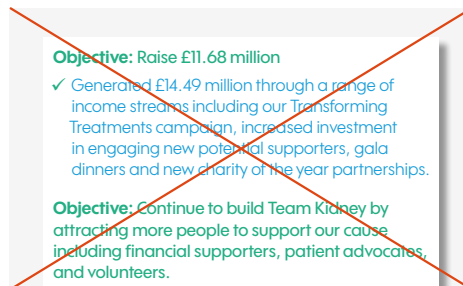 Objective: Raise £11.68 million
✓ Generated £14.49 million through a range of
income streams including our Transforming
Treatments campaign, increased investment
in engaging new potential supporters, gala
dinners and new charity of the year partnerships.
Objective: Continue to build Team Kidney by
attracting more people to support our cause
including financial supporters, patient advocates,
and volunteers.